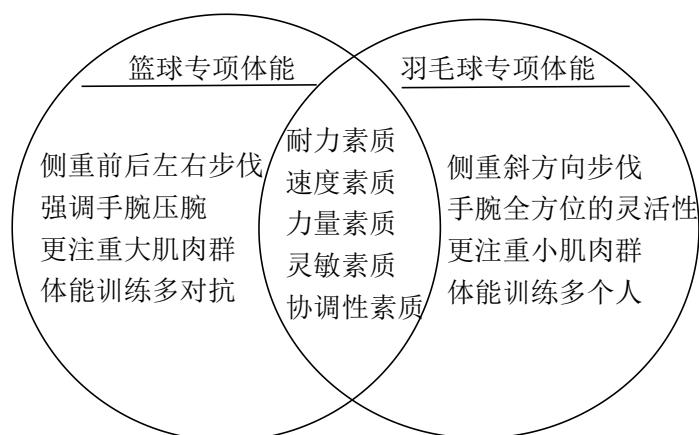 篮球专项体能
侧重前后左右步伐
强调手腕压腕
更注重大肌肉群
体能训练多对抗
耐力素质
速度素质
力量素质
灵敏素质
协调性素质
羽毛球专项体能
侧重斜方向步伐
手腕全方位的灵活性
更注重小肌肉群
体能训练多个人